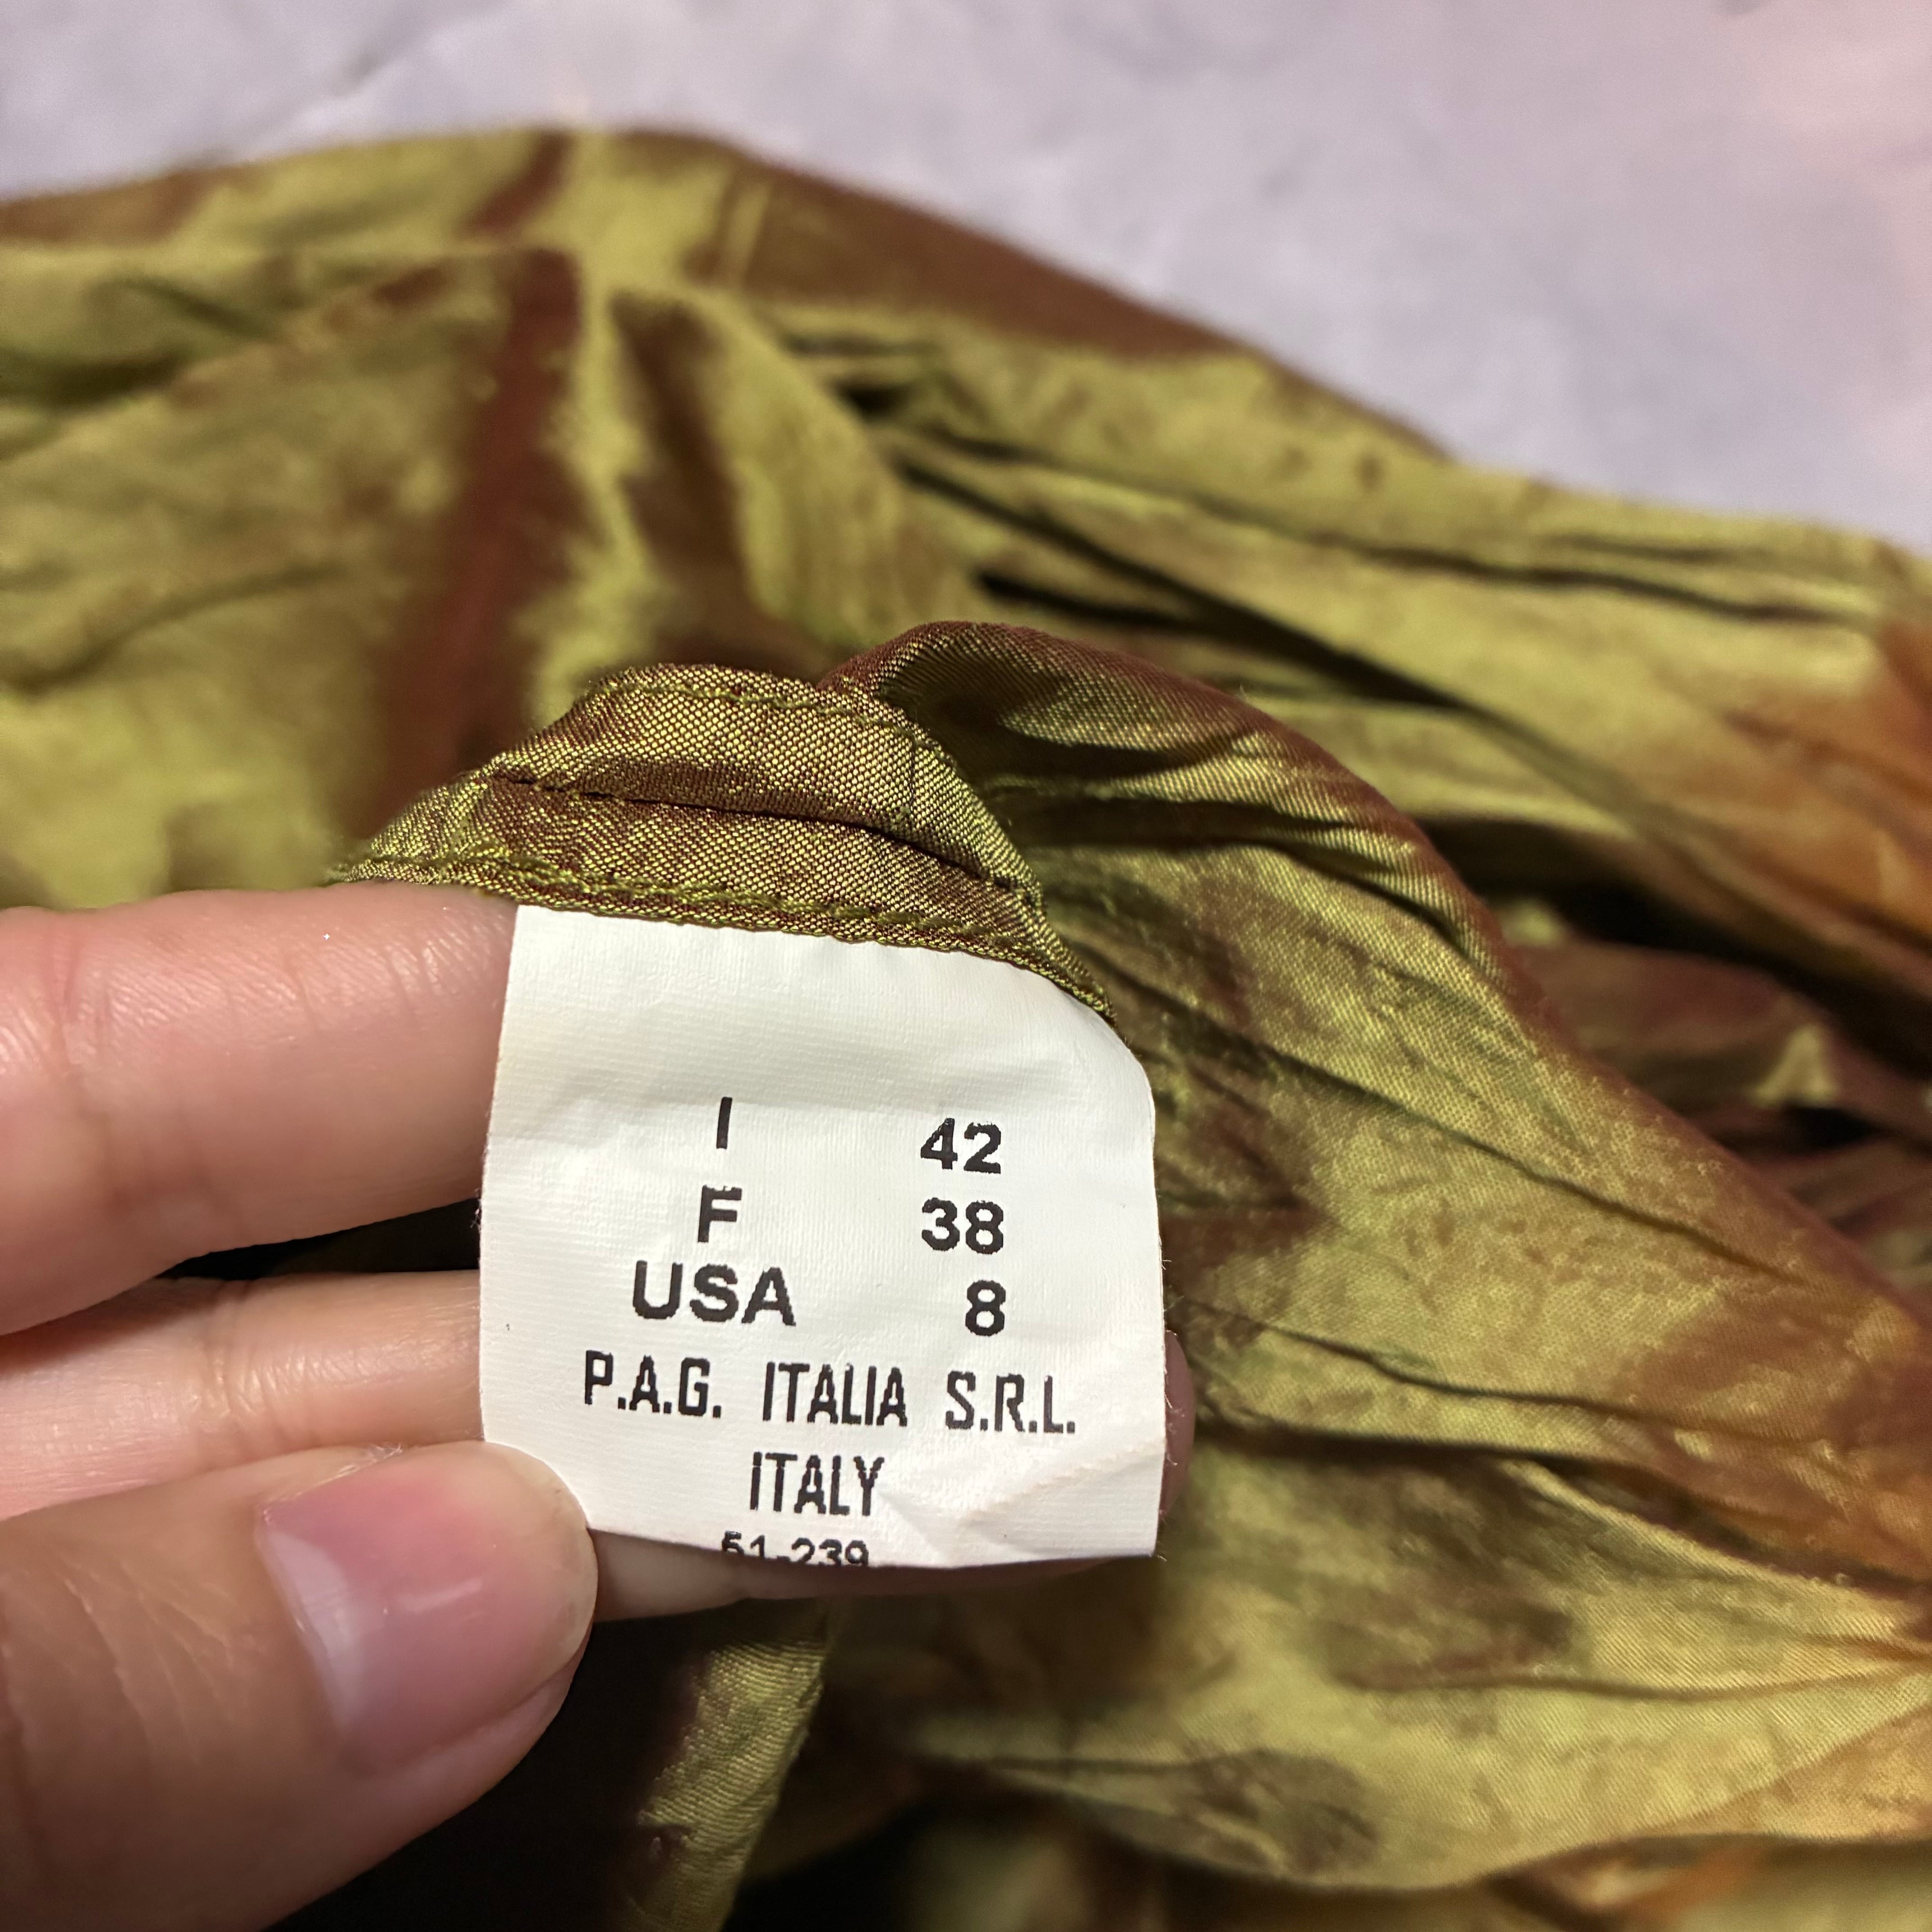 I 42
F 38
USA 8
P.A.G. ITALIA S.R.L.
ITALY
51-239